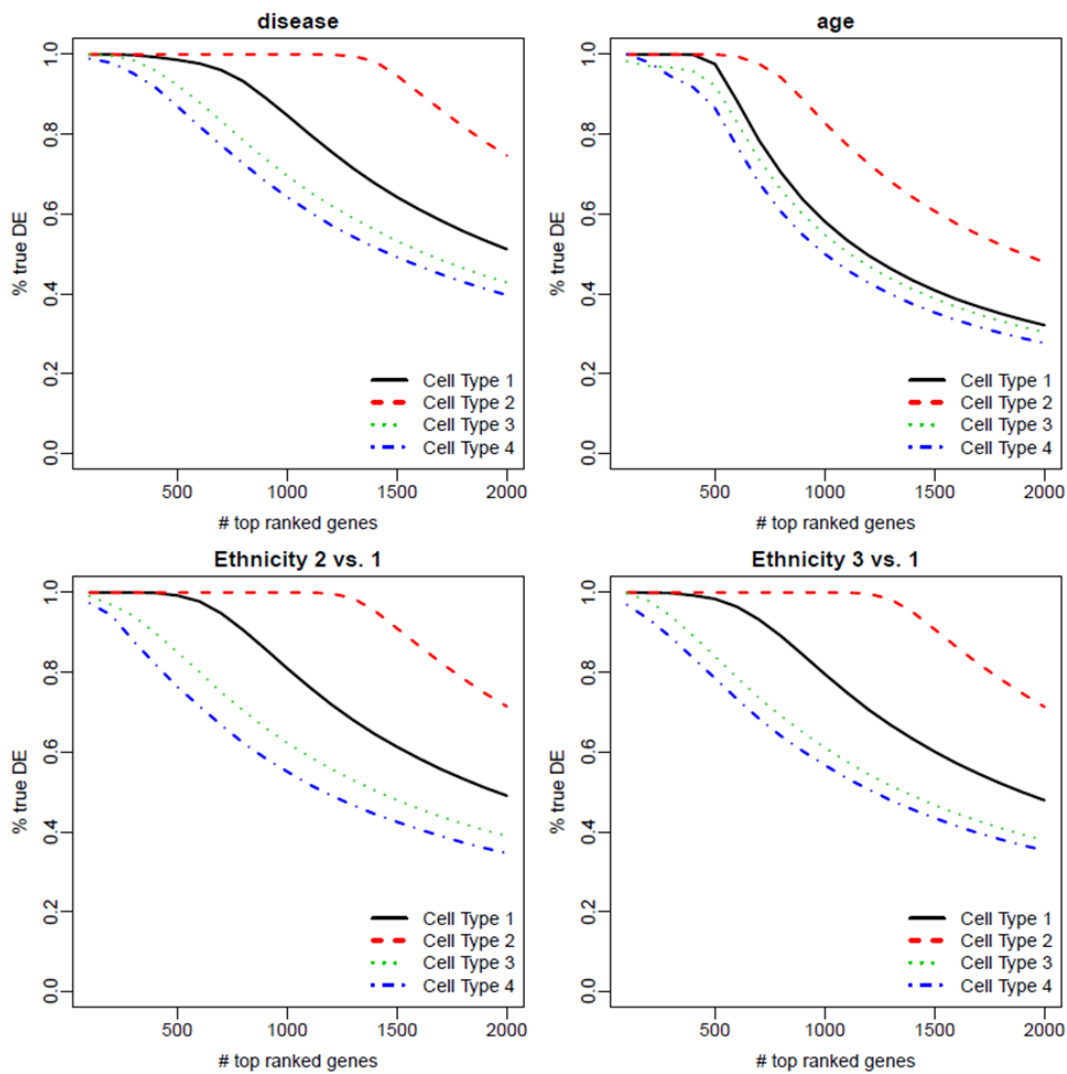 disease
% true DE
1.0
0.8
0.6
0.4
0.2
0.0
Cell Type 1
Cell Type 2
Cell Type 3
Cell Type 4
500 1000 1500 2000
# top ranked genes
age
% true DE
1.0
0.8
0.6
0.4
0.2
0.0
Cell Type 1
Cell Type 2
Cell Type 3
Cell Type 4
500 1000 1500 2000
# top ranked genes
Ethnicity 2 vs. 1
% true DE
1.0
0.8
0.6
0.4
0.2
0.0
Cell Type 1
Cell Type 2
Cell Type 3
Cell Type 4
500 1000 1500 2000
# top ranked genes
Ethnicity 3 vs. 1
% true DE
1.0
0.8
0.6
0.4
0.2
0.0
Cell Type 1
Cell Type 2
Cell Type 3
Cell Type 4
500 1000 1500 2000
# top ranked genes